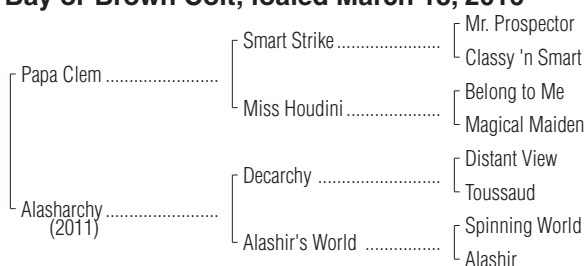 Bay or Brown Colt; foaled March 13, 2016
Mr. Prospector
Smart Strike
Classy 'n Smart
Papa Clem
Belong to Me
Miss Houdini
Magical Maiden
Distant View
Decarchy
Toussaud
Alasharchy
(2011)
Spinning World
Alashir's World
Alashir